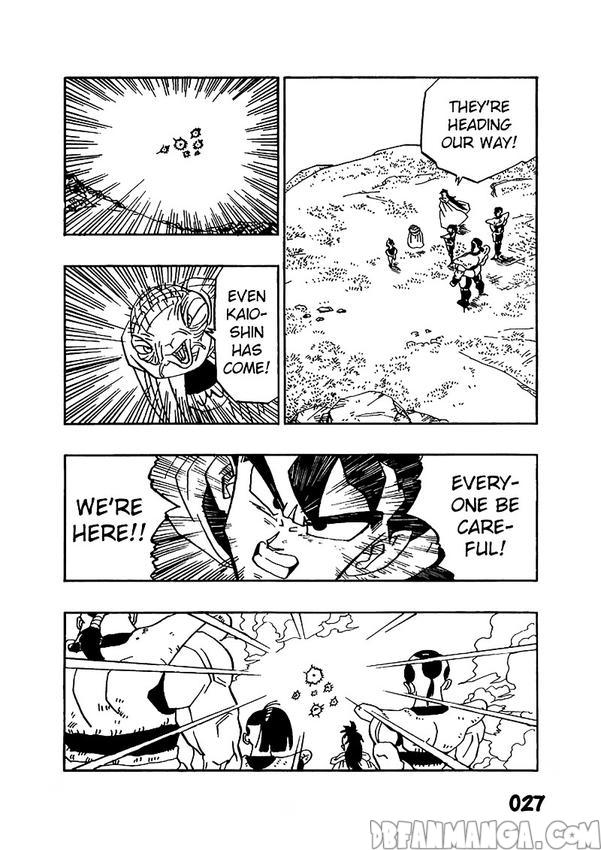 THEY'RE
HEADING
OUR WAY!
EVEN
KAIO-
SHIN
HAS
COME!
EVERY-
ONE BE
CARE-
FUL!
WE'RE
HERE!!
027
DBFANMANGA.COM